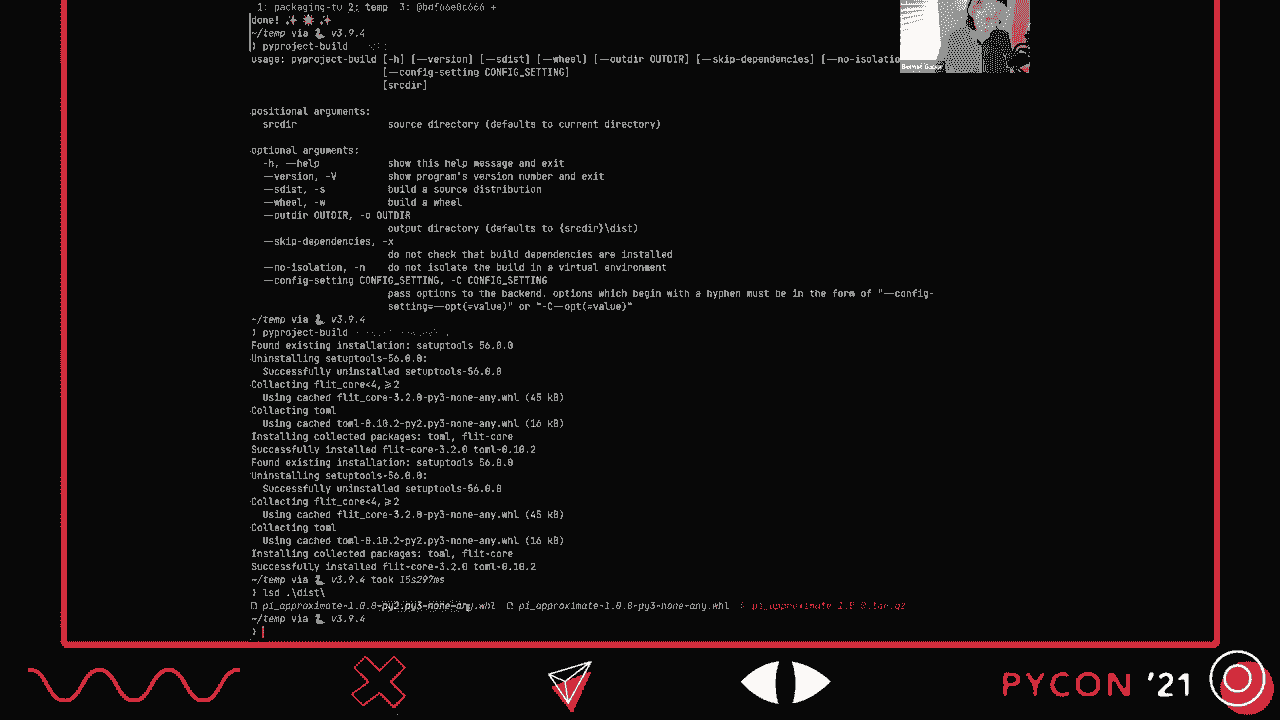 1: packaging-tv 2: temp 3: @bdf66e0c666 +
done! ✨ 🌟 ✨
~/temp via 🐍 v3.9.4
❯ pyproject-build
usage: pyproject-build [-h] [--version] [--sdist] [--wheel] [--outdir OUTDIR] [--skip-dependencies] [--no-isolatio
[--config-setting CONFIG_SETTING]
[srcdir]
positional arguments:
srcdir source directory (defaults to current directory)
optional arguments:
-h, --help show this help message and exit
--version, -V show program's version number and exit
--sdist, -s build a source distribution
--wheel, -w build a wheel
--outdir OUTDIR, -o OUTDIR
output directory (defaults to {srcdir}\dist)
--skip-dependencies, -x
do not check that build dependencies are installed
--no-isolation, -n do not isolate the build in a virtual environment
--config-setting CONFIG_SETTING, -C CONFIG_SETTING
pass options to the backend. options which begin with a hyphen must be in the form of "--config-
setting=--opt(=value)" or "-C--opt(=value)"
~/temp via 🐍 v3.9.4
❯ pyproject-build
Found existing installation: setuptools 56.0.0
Uninstalling setuptools-56.0.0:
Successfully uninstalled setuptools-56.0.0
Collecting flit_core<4,>=2
Using cached flit_core-3.2.0-py3-none-any.whl (45 kB)
Collecting toml
Using cached toml-0.10.2-py2.py3-none-any.whl (16 kB)
Installing collected packages: toml, flit-core
Successfully installed flit-core-3.2.0 toml-0.10.2
Found existing installation: setuptools 56.0.0
Uninstalling setuptools-56.0.0:
Successfully uninstalled setuptools-56.0.0
Collecting flit_core<4,>=2
Using cached flit_core-3.2.0-py3-none-any.whl (45 kB)
Collecting toml
Using cached toml-0.10.2-py2.py3-none-any.whl (16 kB)
Installing collected packages: toml, flit-core
Successfully installed flit-core-3.2.0 toml-0.10.2
~/temp via 🐍 v3.9.4 took 15s297ms
❯ lsd .\dist\
pi_approximate-1.0.0-py2.py3-none-any.whl pi_approximate-1.0.0-py3-none-any.whl pi_approximate-1.0.0.tar.gz
~/temp via 🐍 v3.9.4
❯
PYCON '21